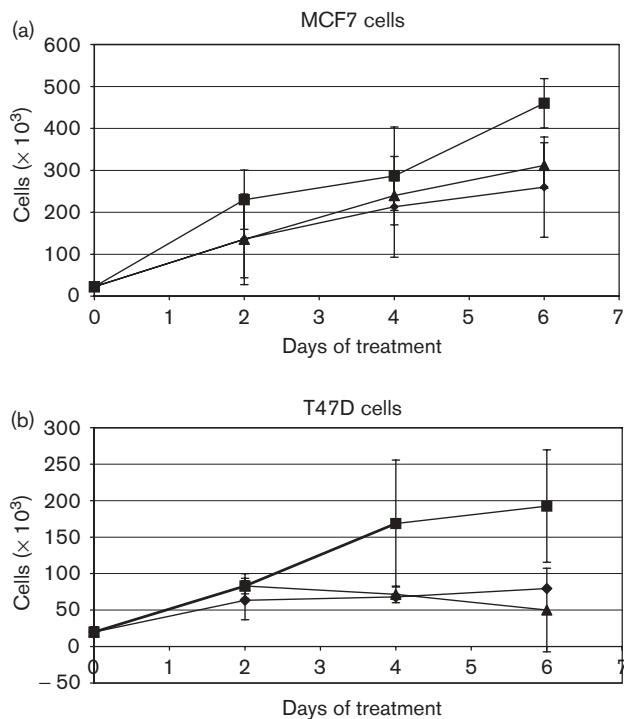 (a)
MCF7 cells
600
500
400
300
200
100
0
Cells (× 10³)
0 1 2 3 4 5 6 7
Days of treatment
(b)
T47D cells
300
250
200
150
100
50
0
– 50
Cells (× 10³)
0 1 2 3 4 5 6 7
Days of treatment